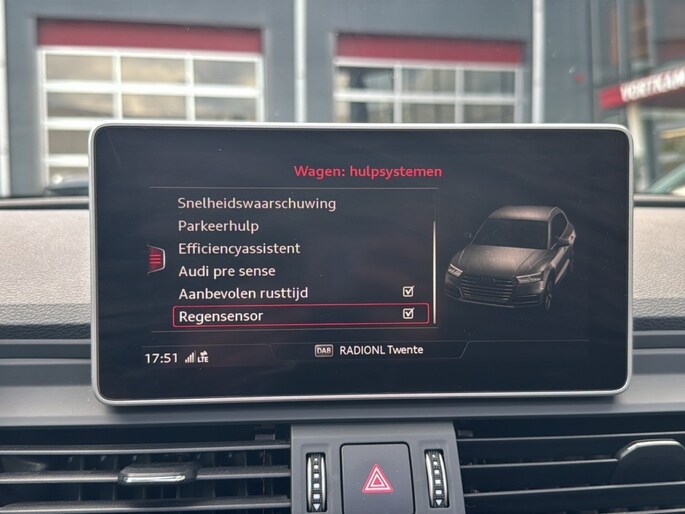 Wagen: hulpsystemen
Snelheidswaarschuwing
Parkeerhulp
Efficiencyassistent
Audi pre sense
Aanbevolen rusttijd
Regensensor
17:51 LTE
DAB RADIONL Twente